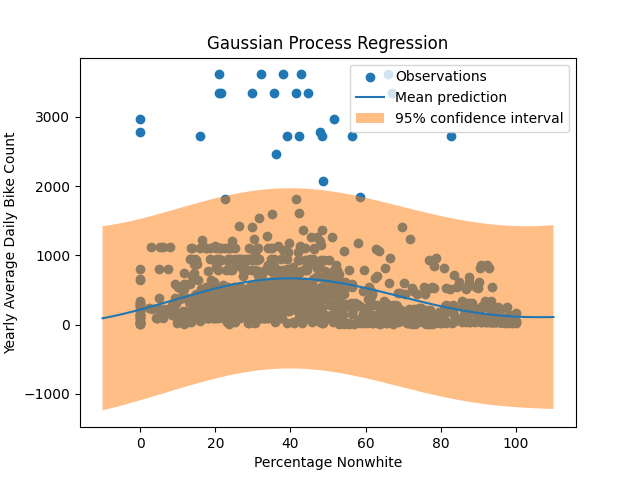 Gaussian Process Regression
Observations
Mean prediction
95% confidence interval
Yearly Average Daily Bike Count
3000
2000
1000
0
−1000
0 20 40 60 80 100
Percentage Nonwhite